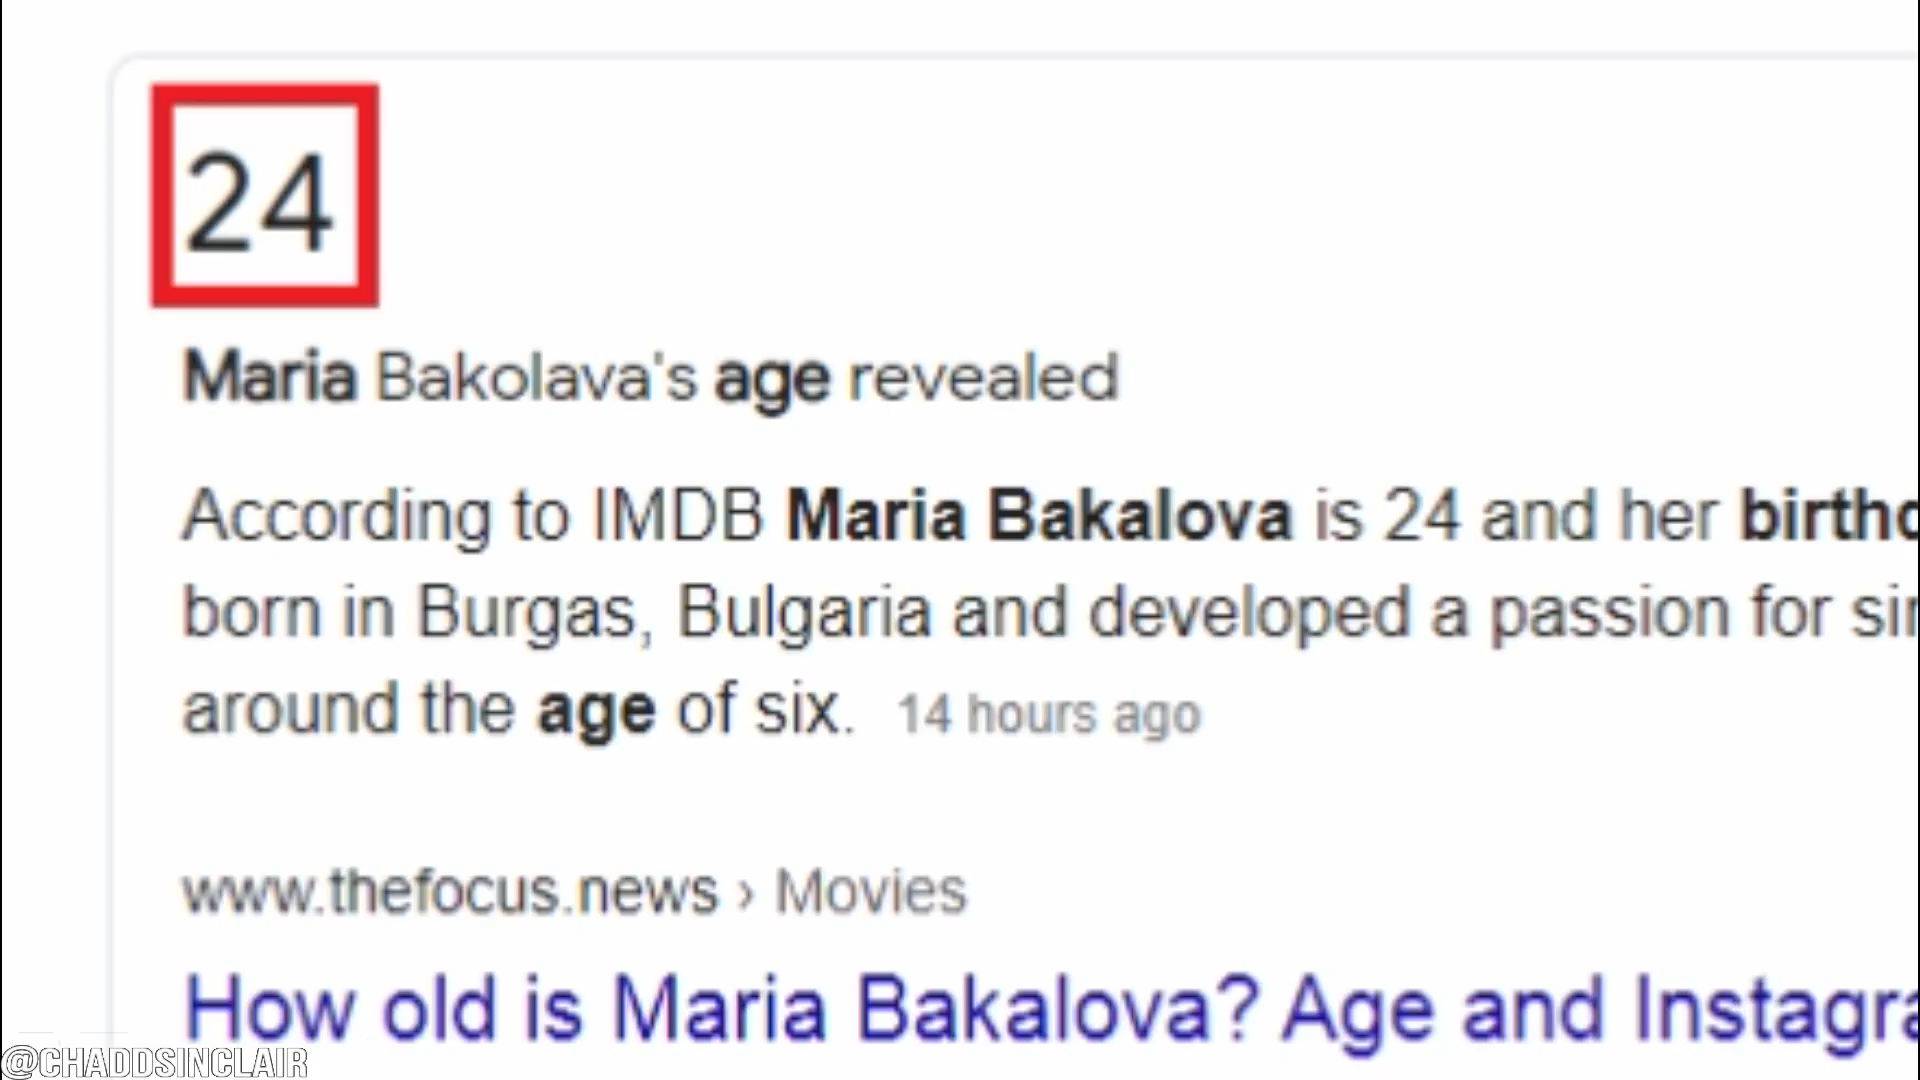 24
Maria Bakolava's age revealed
According to IMDB Maria Bakalova is 24 and her
born in Burgas, Bulgaria and developed a passion for
around the age of six. 14 hours ago
www.thefocus.news › Movies
How old is Maria Bakalova? Age and
@CHADDSINCLAIR